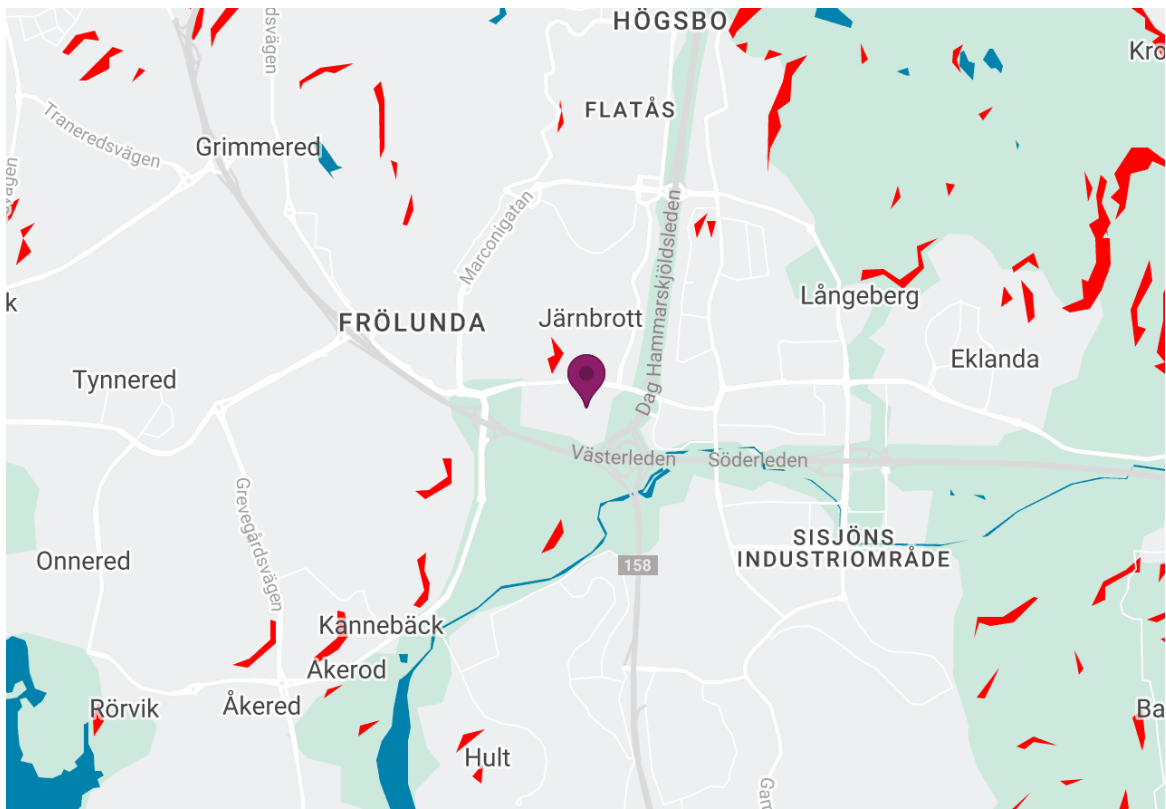 HÖGSBO
FLATÅS
Traneredsvägen
Grimmered
Marconigatan
Dag Hammarskjöldsleden
Långeberg
FRÖLUNDA
Järnbrott
Eklanda
Tynnered
Västerleden
Söderleden
Grevegårdsvägen
SISJÖNS
INDUSTRIOMRÅDE
Onnered
158
Kannebäck
Åkerod
Rörvik
Åkered
Hult